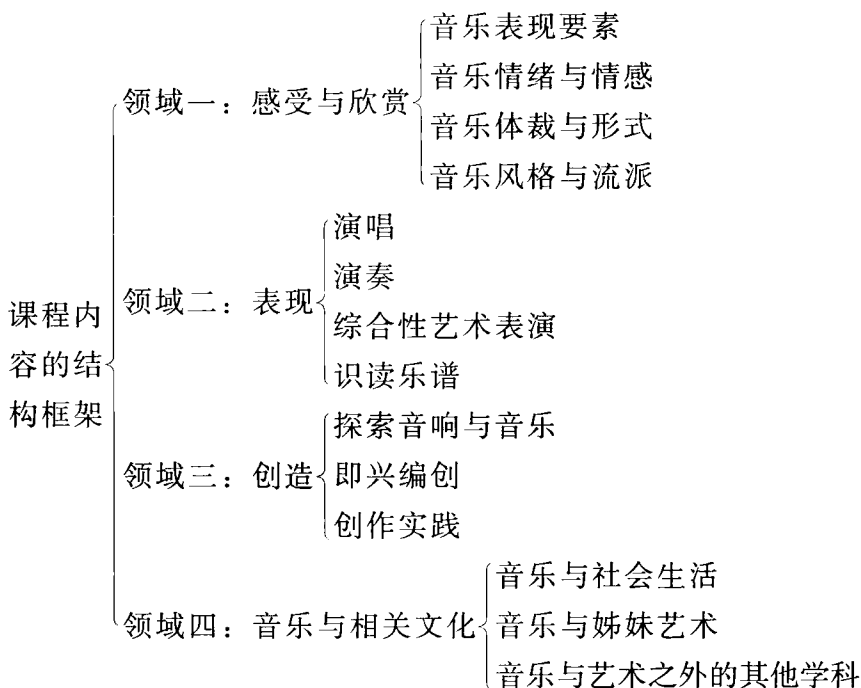 课程内
容的结
构框架
领域一：感受与欣赏
音乐表现要素
音乐情绪与情感
音乐体裁与形式
音乐风格与流派
领域二：表现
演唱
演奏
综合性艺术表演
识读乐谱
领域三：创造
探索音响与音乐
即兴编创
创作实践
领域四：音乐与相关文化
音乐与社会生活
音乐与姊妹艺术
音乐与艺术之外的其他学科